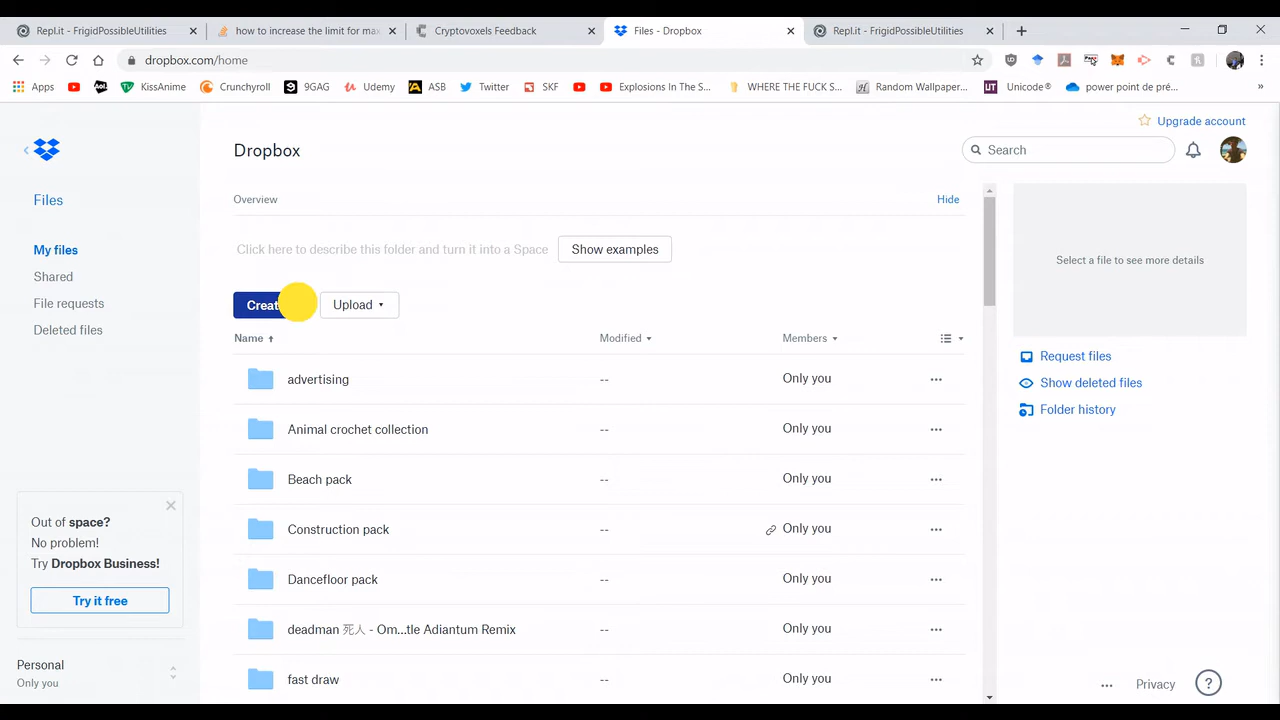 Repl.it - FrigidPossibleUtilities
how to increase the limit for max
Cryptovoxels Feedback
Files - Dropbox
Repl.it - FrigidPossibleUtilities
dropbox.com/home
Apps
KissAnime
Crunchyroll
9GAG
Udemy
ASB
Twitter
SKF
Explosions In The S...
WHERE THE FUCK S...
Random Wallpaper...
Unicode®
power point de pré...
Upgrade account
Dropbox
Search
Files
Overview
Hide
My files
Click here to describe this folder and turn it into a Space
Show examples
Select a file to see more details
Shared
File requests
Creat
Upload
Deleted files
Name
Modified
Members
Request files
advertising
--
Only you
Show deleted files
Folder history
Animal crochet collection
--
Only you
Beach pack
--
Only you
Construction pack
--
Only you
Dancefloor pack
--
Only you
deadman 死人 - Om...tle Adiantum Remix
--
Only you
fast draw
--
Only you
Out of space?
No problem!
Try Dropbox Business!
Try it free
Personal
Only you
Privacy
?